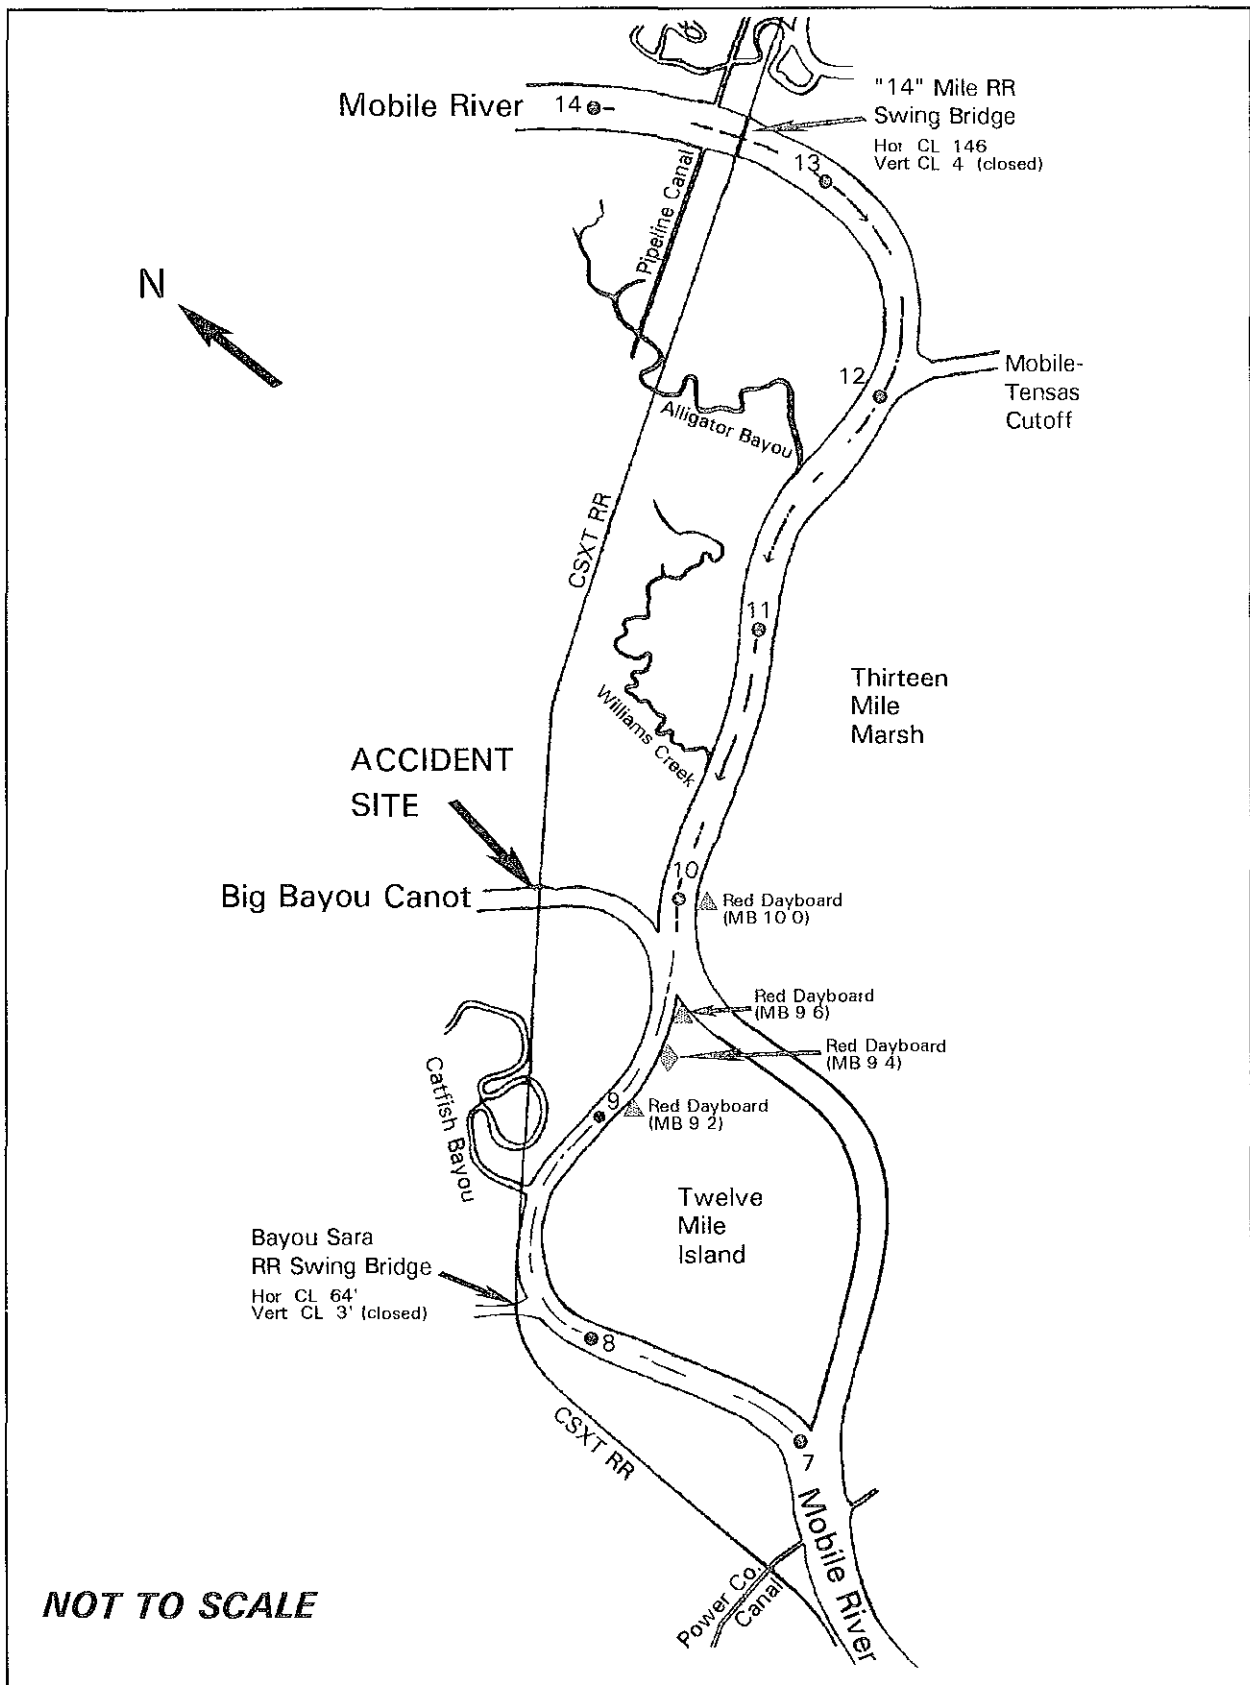 Mobile River
14
"14" Mile RR
Swing Bridge
Hor CL 146
Vert CL 4 (closed)
13
Pipeline Canal
N
12
Mobile-
Tensas
Cutoff
Alligator Bayou
CSXT RR
11
Thirteen
Mile
Marsh
Williams Creek
ACCIDENT
SITE
10
Big Bayou Canot
Red Dayboard
(MB 10 0)
Red Dayboard
(MB 9 6)
Red Dayboard
(MB 9 4)
Catfish Bayou
9
Red Dayboard
(MB 9 2)
Twelve
Mile
Island
Bayou Sara
RR Swing Bridge
Hor CL 64'
Vert CL 3' (closed)
8
CSXT RR
7
Mobile River
Power Co.
Canal
NOT TO SCALE